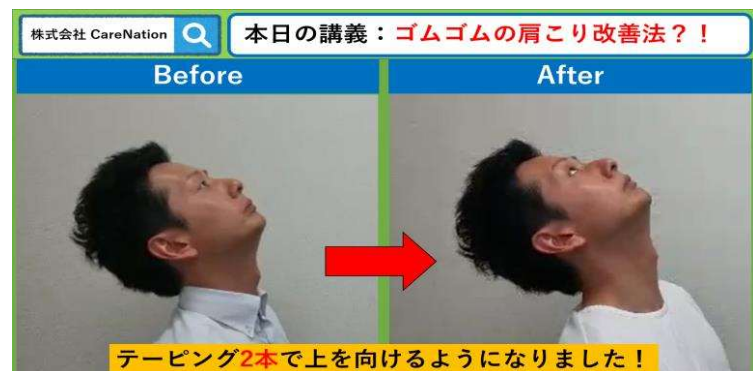 株式会社 CareNation
本日の講義：ゴムゴムの肩こり改善法？！
Before
After
テーピング2本で上を向けるようになりました！